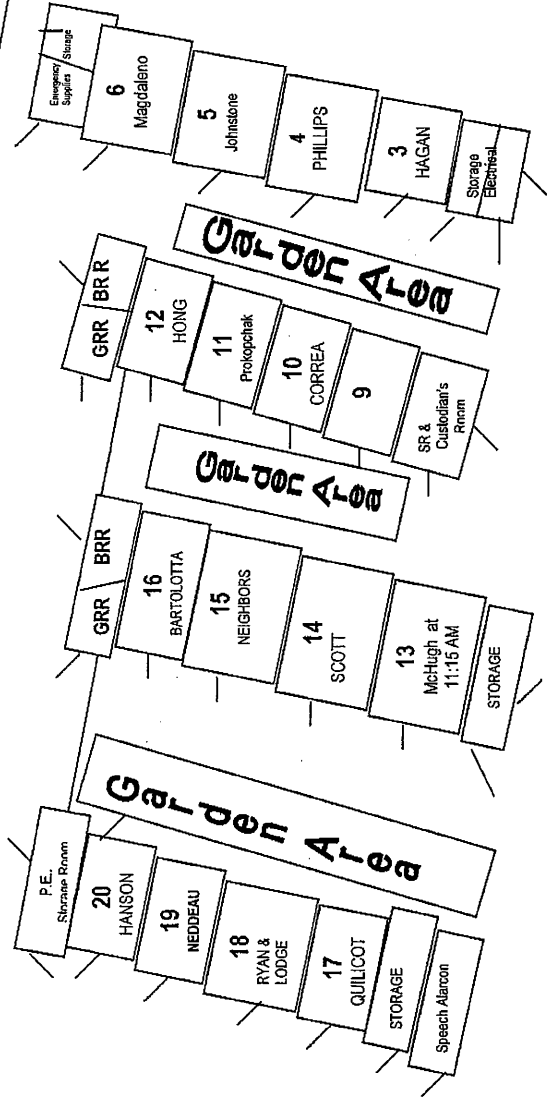 Emergency
Supplies
Storage
6
Magdaleno
5
Johnstone
4
PHILLIPS
3
HAGAN
Storage
Electrical
Garden Area
GRR
BR R
12
HONG
11
Prokopchak
10
CORREA
9
SR &
Custodian's
Room
Garden Area
GRR
BRR
16
BARTOLOTTA
15
NEIGHBORS
14
SCOTT
13
McHugh at
11:15 AM
STORAGE
Garden Area
P.E.
Storage Room
20
HANSON
19
NEDDEAU
18
RYAN &
LODGE
17
QUILICOT
STORAGE
Speech Alarcon